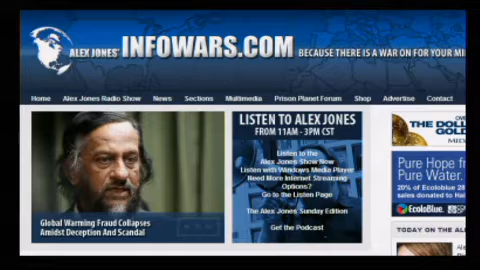 ALEX JONES' INFOWARS.COM BECAUSE THERE IS A WAR ON FOR YOUR
Home Alex Jones Radio Show News Sections Multimedia Prison Planet Forum Shop Advertise Contact
Global Warming Fraud Collapses
Amidst Deception And Scandal
LISTEN TO ALEX JONES
FROM 11AM - 3PM CST
Listen to the
Alex Jones Show Now
Listen with Windows Media Player
Need More Internet Streaming
Options?
Go to the Listen Page
The Alex Jones Sunday Edition
Get the Podcast
THE DOLL
GOLD
Pure Hope
Pure Water.
20% of Ecoloblue 28
sales donated to
EcoloBlue.
TODAY ON THE